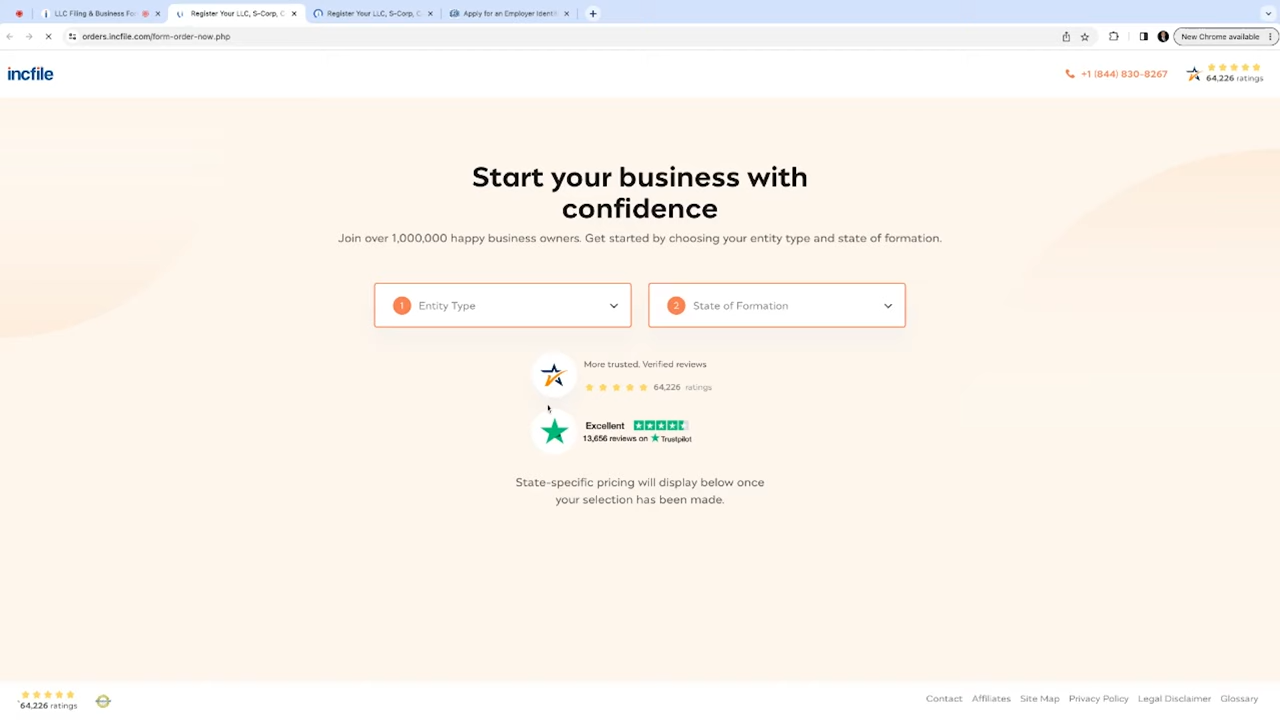 LLC Filing & Business For
Register Your LLC, S-Corp, C
Register Your LLC, S-Corp, C
Apply for an Employer Identi
orders.incfile.com/form-order-now.php
New Chrome available
incfile
+1 (844) 830-8267
64,226 ratings
Start your business with
confidence
Join over 1,000,000 happy business owners. Get started by choosing your entity type and state of formation.
1 Entity Type
2 State of Formation
More trusted. Verified reviews
64,226 ratings
Excellent
13,656 reviews on Trustpilot
State-specific pricing will display below once
your selection has been made.
64,226 ratings
Contact Affiliates Site Map Privacy Policy Legal Disclaimer Glossary